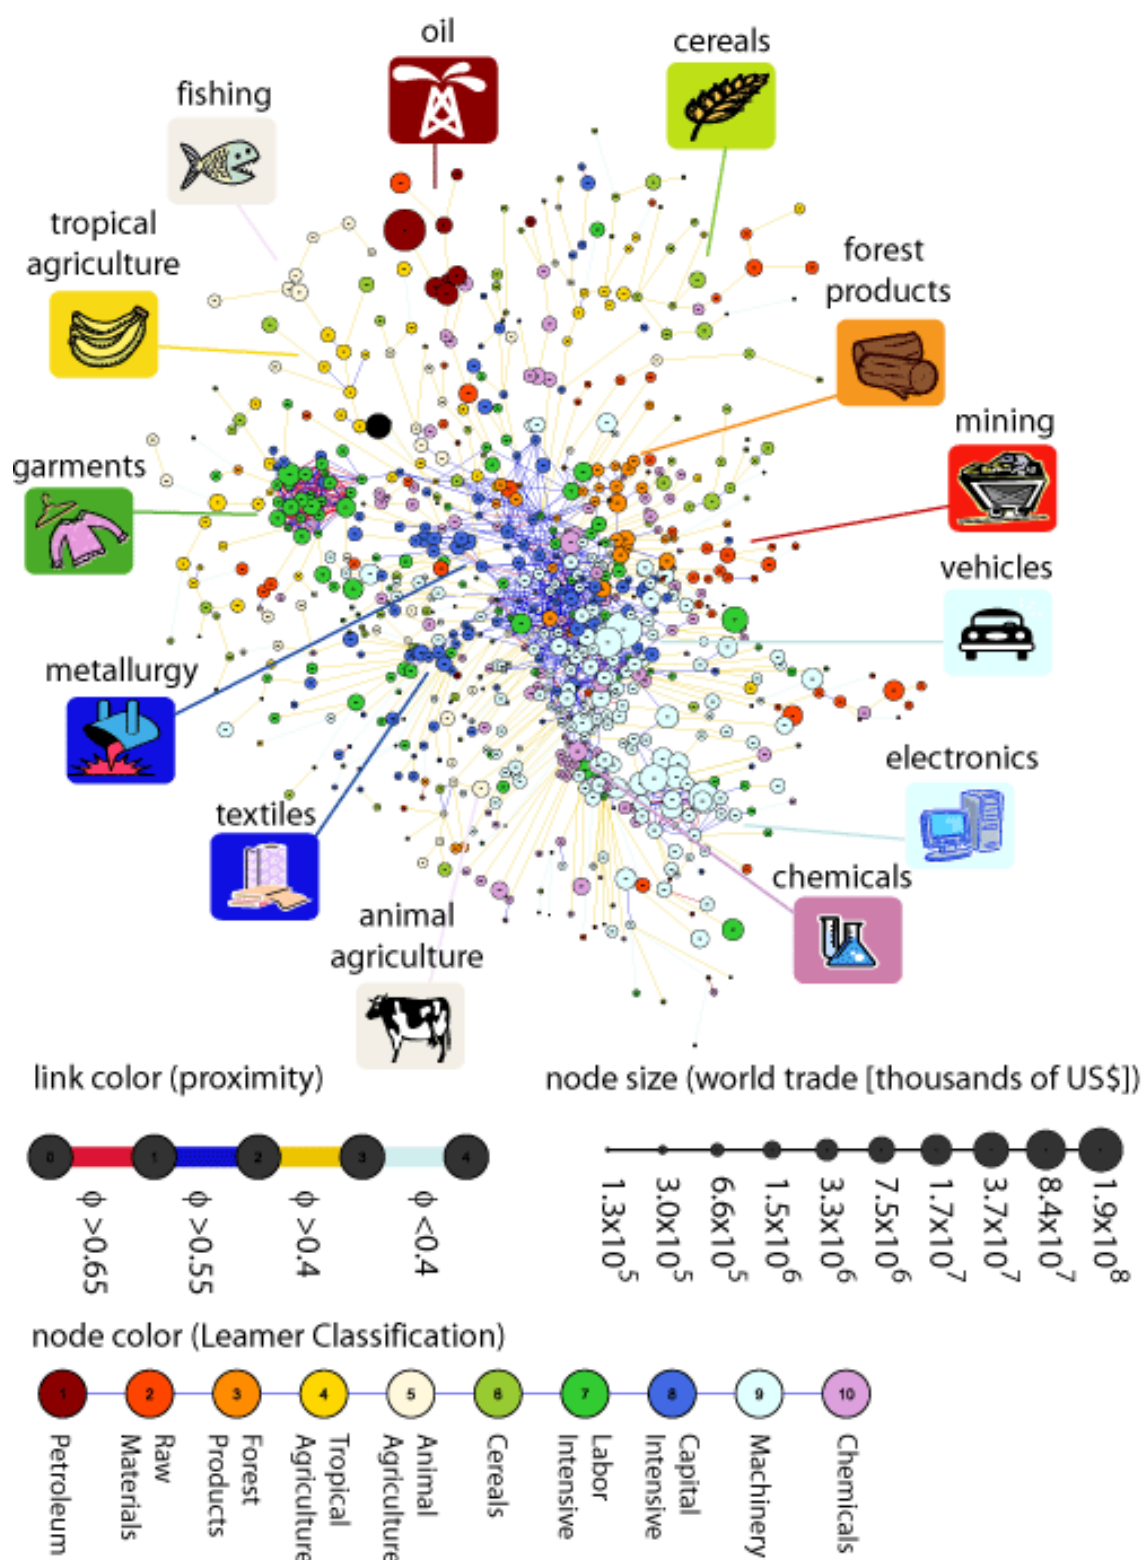 oil
cereals
fishing
tropical
agriculture
forest
products
mining
garments
vehicles
metallurgy
electronics
textiles
chemicals
animal
agriculture
link color (proximity)
0 1 2 3 4
ϕ >0.65
ϕ >0.55
ϕ >0.4
ϕ <0.4
node size (world trade [thousands of US$])
1.3x10⁵
3.0x10⁵
6.6x10⁵
1.5x10⁶
3.3x10⁶
7.5x10⁶
1.7x10⁷
3.7x10⁷
8.4x10⁷
1.9x10⁸
node color (Leamer Classification)
1 2 3 4 5 6 7 8 9 10
Petroleum
Raw
Materials
Forest
Products
Tropical
Agriculture
Animal
Agriculture
Cereals
Labor
Intensive
Capital
Intensive
Machinery
Chemicals